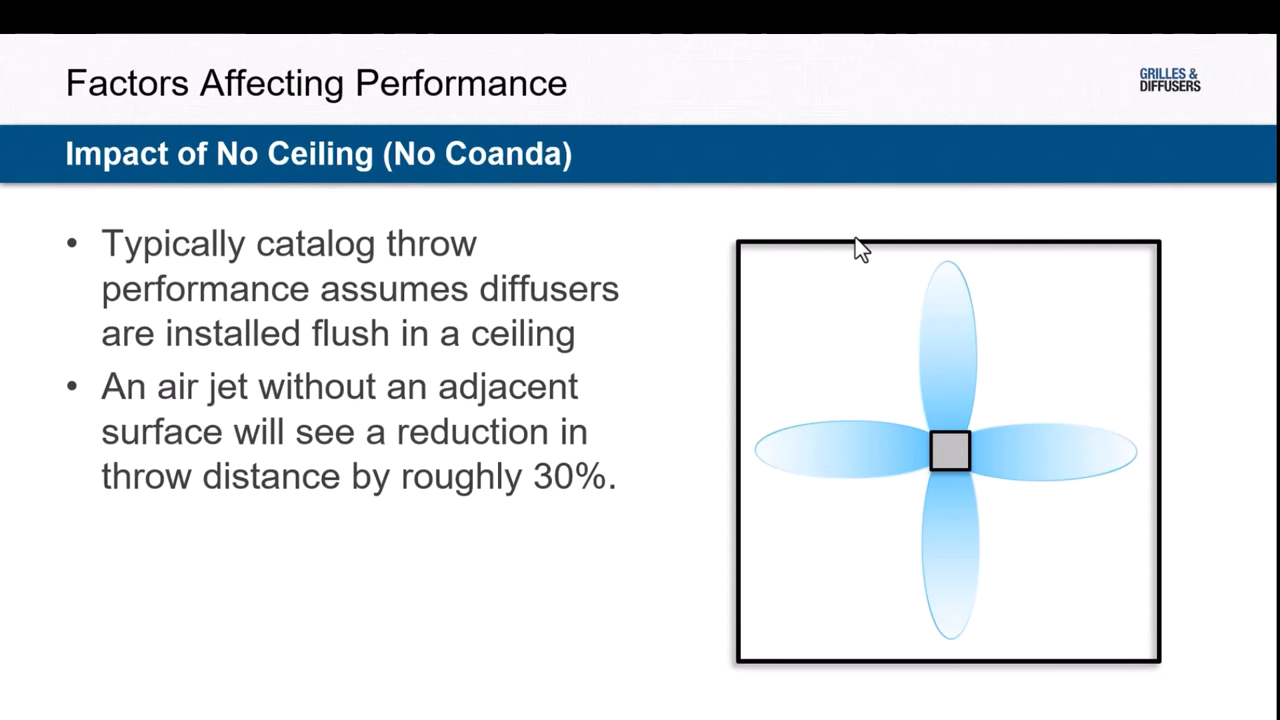 Factors Affecting Performance
GRILLES &
DIFFUSERS
Impact of No Ceiling (No Coanda)
• Typically catalog throw
performance assumes diffusers
are installed flush in a ceiling
• An air jet without an adjacent
surface will see a reduction in
throw distance by roughly 30%.